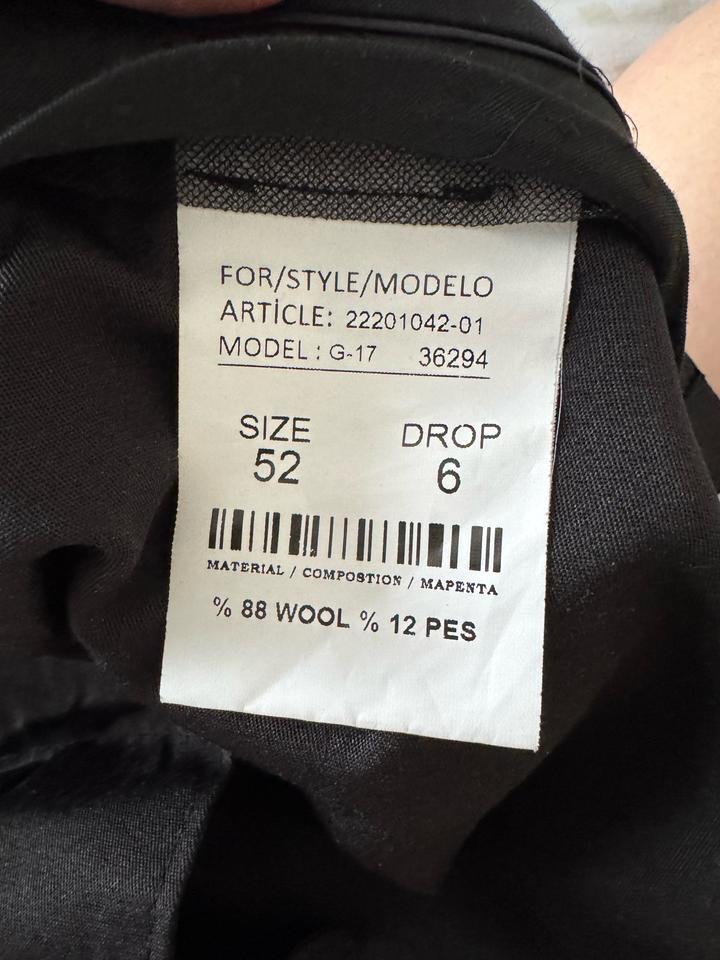 FOR/STYLE/MODELO
ARTİCLE: 22201042-01
MODEL : G-17 36294
SIZE DROP
52 6
MATERIAL / COMPOSTION / MAPENTA
% 88 WOOL % 12 PES